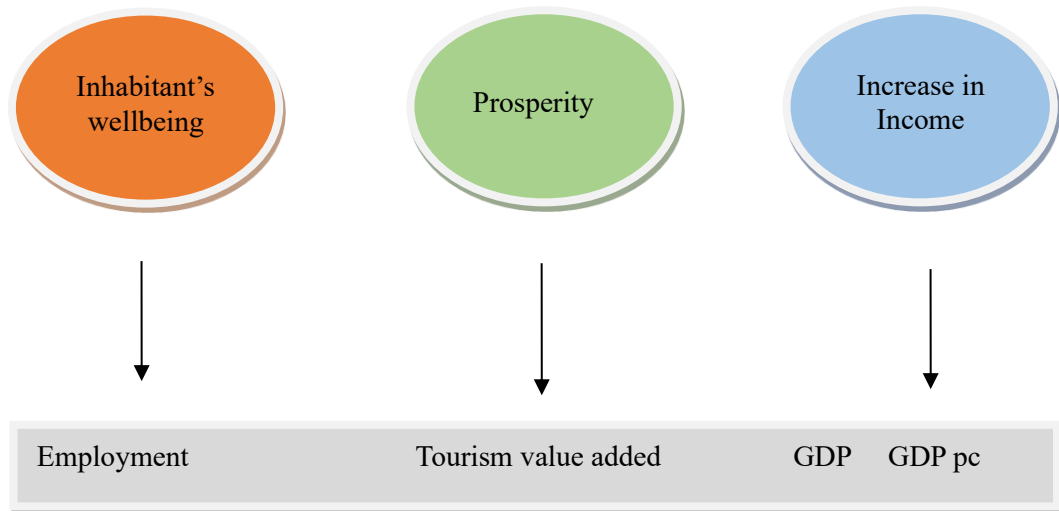 Inhabitant’s
wellbeing
Prosperity
Increase in
Income
Employment
Tourism value added
GDP GDP pc